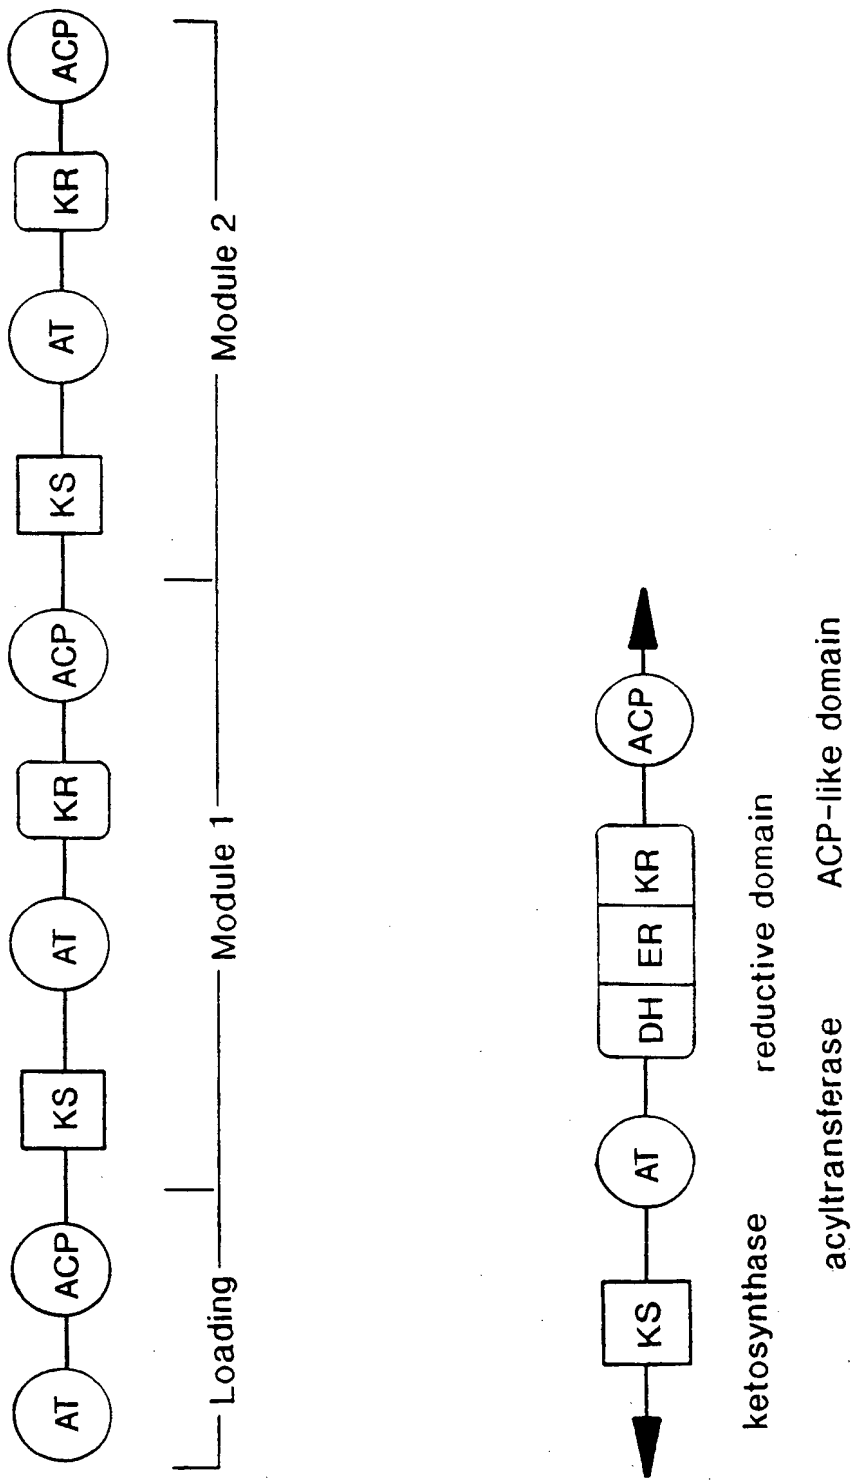 AT ACP KS AT KR ACP KS AT KR ACP
Loading Module 1 Module 2
KS AT DH ER KR ACP
ketosynthase reductive domain
acyltransferase ACP-like domain